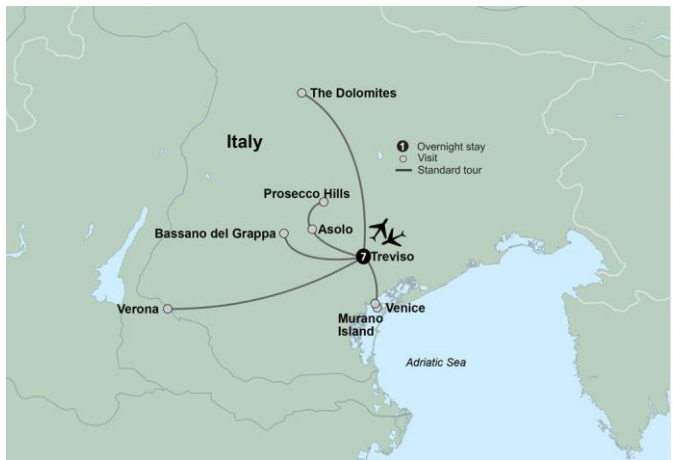 The Dolomites
Italy
1 Overnight stay
Visit
Standard tour
Prosecco Hills
Asolo
Bassano del Grappa
7 Treviso
Verona
Venice
Murano
Island
Adriatic Sea